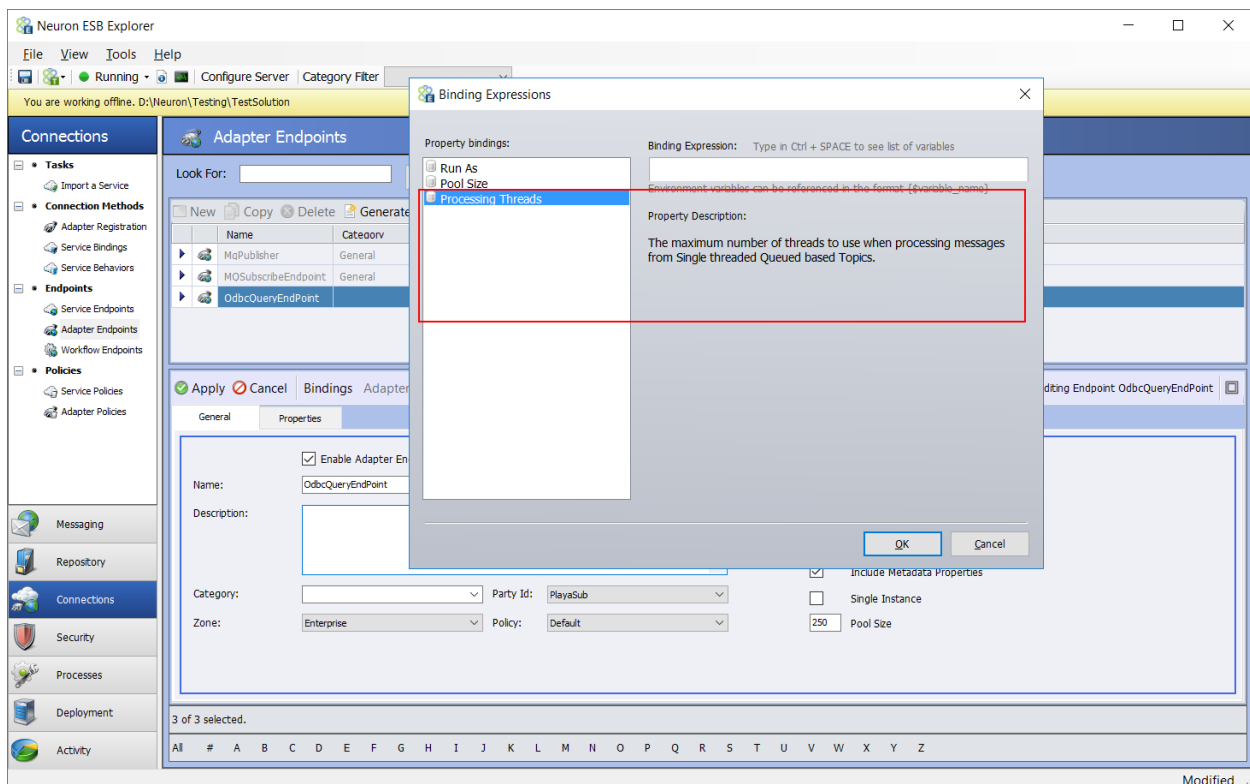 Neuron ESB Explorer
File View Tools Help
Running Configure Server Category Filter
You are working offline. D:\Neuron\Testing\TestSolution
Connections
Tasks
Import a Service
Connection Methods
Adapter Registration
Service Bindings
Service Behaviors
Endpoints
Service Endpoints
Adapter Endpoints
Workflow Endpoints
Policies
Service Policies
Adapter Policies
Messaging
Repository
Connections
Security
Processes
Deployment
Activity
Adapter Endpoints
Look For:
New Copy Delete Generate
Name Category
MqPublisher General
MQSubscribeEndpoint General
OdbcQueryEndPoint
Apply Cancel Bindings Adapter
diting Endpoint OdbcQueryEndPoint
General Properties
Enable Adapter En
Name: OdbcQueryEndPoint
Description:
Category: Party Id: PlayaSub
Zone: Enterprise Policy: Default
Include Metadata Properties
Single Instance
250 Pool Size
3 of 3 selected.
All # A B C D E F G H I J K L M N O P Q R S T U V W X Y Z
Modified
Binding Expressions
Property bindings:
Run As
Pool Size
Processing Threads
Binding Expression: Type in Ctrl + SPACE to see list of variables
Environment variables can be referenced in the format {$variable_name}
Property Description:
The maximum number of threads to use when processing messages
from Single threaded Queued based Topics.
OK Cancel